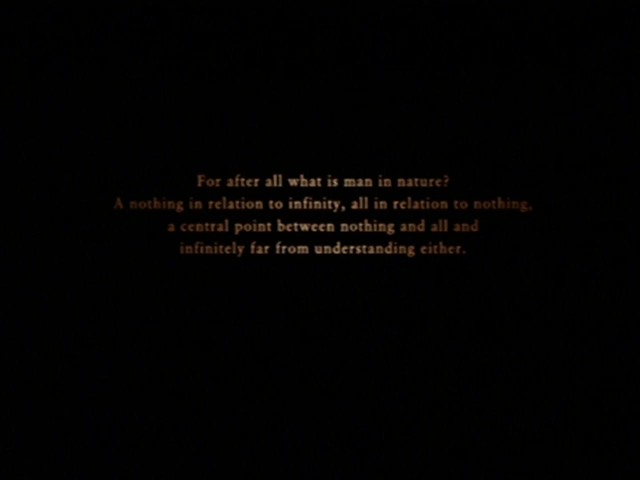 For after all what is man in nature?
A nothing in relation to infinity, all in relation to nothing,
a central point between nothing and all and
infinitely far from understanding either.